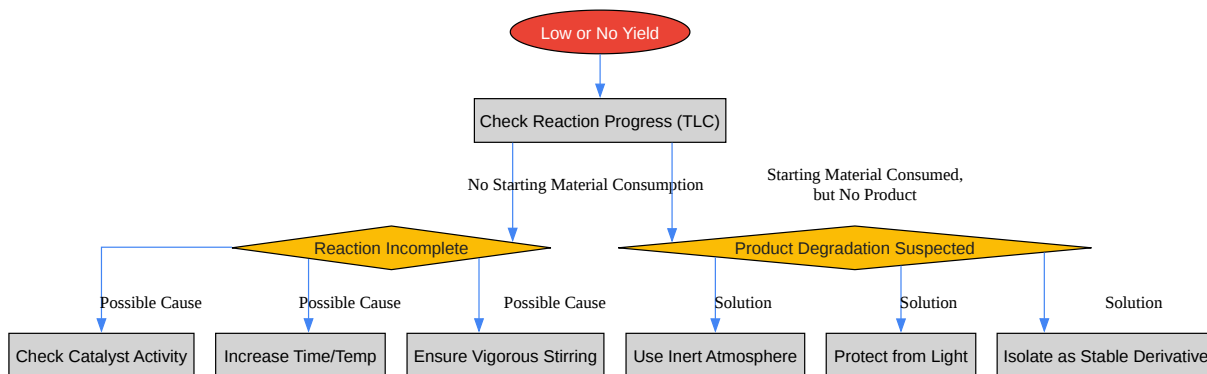 Low or No Yield
Check Reaction Progress (TLC)
No Starting Material Consumption
Starting Material Consumed,
but No Product
Reaction Incomplete
Product Degradation Suspected
Possible Cause
Possible Cause
Possible Cause
Solution
Solution
Solution
Check Catalyst Activity
Increase Time/Temp
Ensure Vigorous Stirring
Use Inert Atmosphere
Protect from Light
Isolate as Stable Derivative